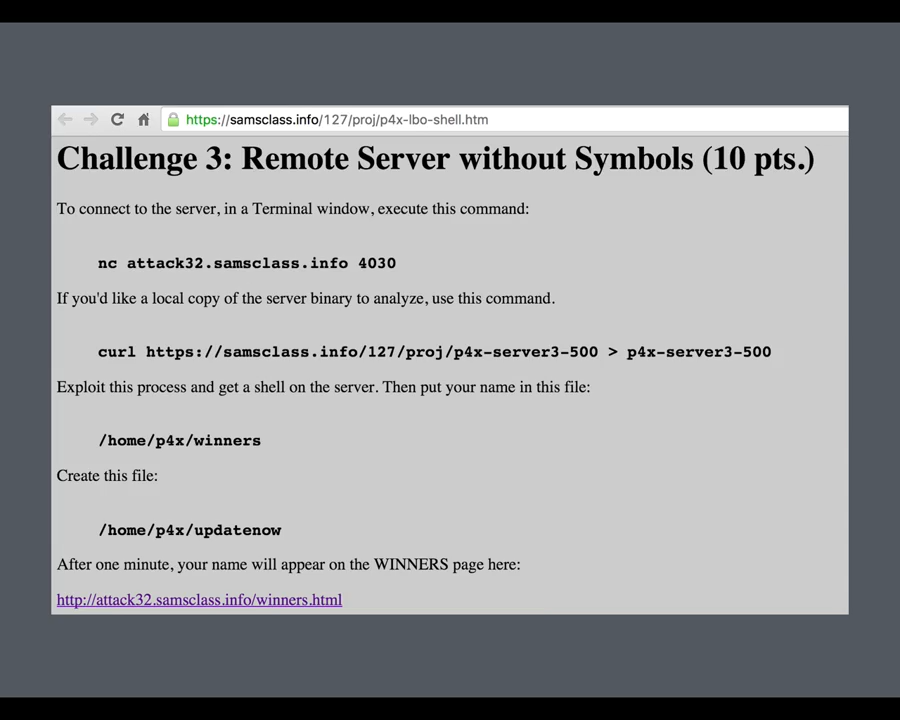 https://samsclass.info/127/proj/p4x-lbo-shell.htm
Challenge 3: Remote Server without Symbols (10 pts.)
To connect to the server, in a Terminal window, execute this command:
nc attack32.samsclass.info 4030
If you'd like a local copy of the server binary to analyze, use this command.
curl https://samsclass.info/127/proj/p4x-server3-500 > p4x-server3-500
Exploit this process and get a shell on the server. Then put your name in this file:
/home/p4x/winners
Create this file:
/home/p4x/updatenow
After one minute, your name will appear on the WINNERS page here:
http://attack32.samsclass.info/winners.html